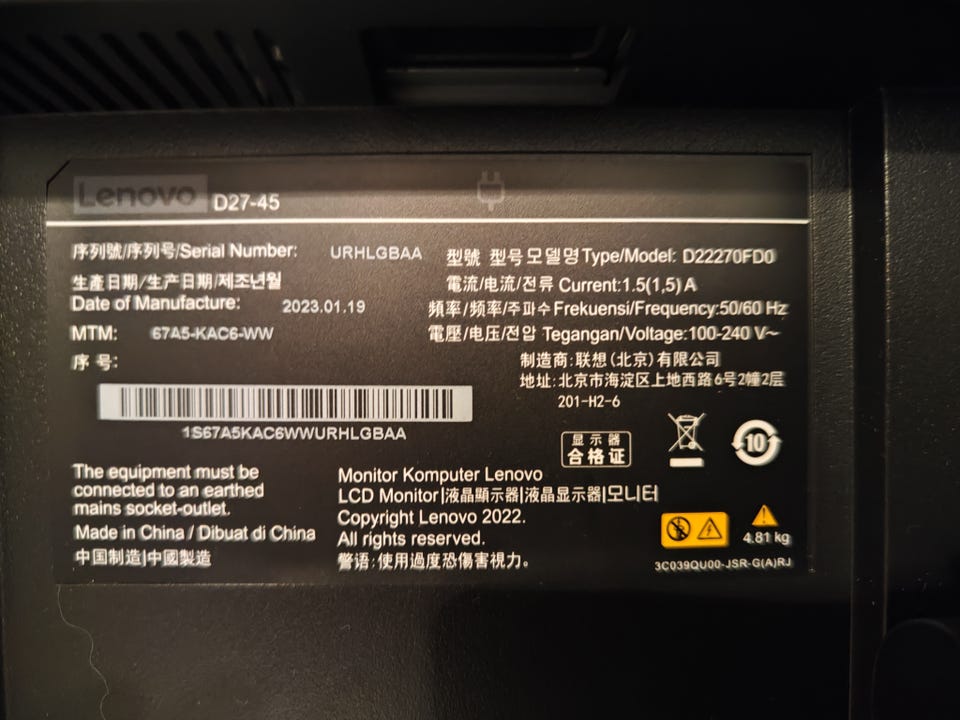 Lenovo D27-45
序列號/序列号/Serial Number: URHLGBAA
生產日期/生产日期/제조년월
Date of Manufacture: 2023.01.19
MTM: 67A5-KAC6-WW
序 号:
1S67A5KAC6WWURHLGBAA
型號 型号 모델명 Type/Model: D22270FD0
電流/电流/전류 Current:1.5(1,5) A
頻率/频率/주파수 Frekuensi/Frequency:50/60 Hz
電壓/电压/전압 Tegangan/Voltage:100-240 V~
制造商:联想(北京)有限公司
地址:北京市海淀区上地西路6号2幢2层
201-H2-6
显示器
合格证
10
The equipment must be
connected to an earthed
mains socket-outlet.
Made in China / Dibuat di China
中国制造|中國製造
Monitor Komputer Lenovo
LCD Monitor|液晶顯示器|液晶显示器|모니터
Copyright Lenovo 2022.
All rights reserved.
警语:使用過度恐傷害視力。
4.81 kg
3C039QU00-JSR-G(A)RJ